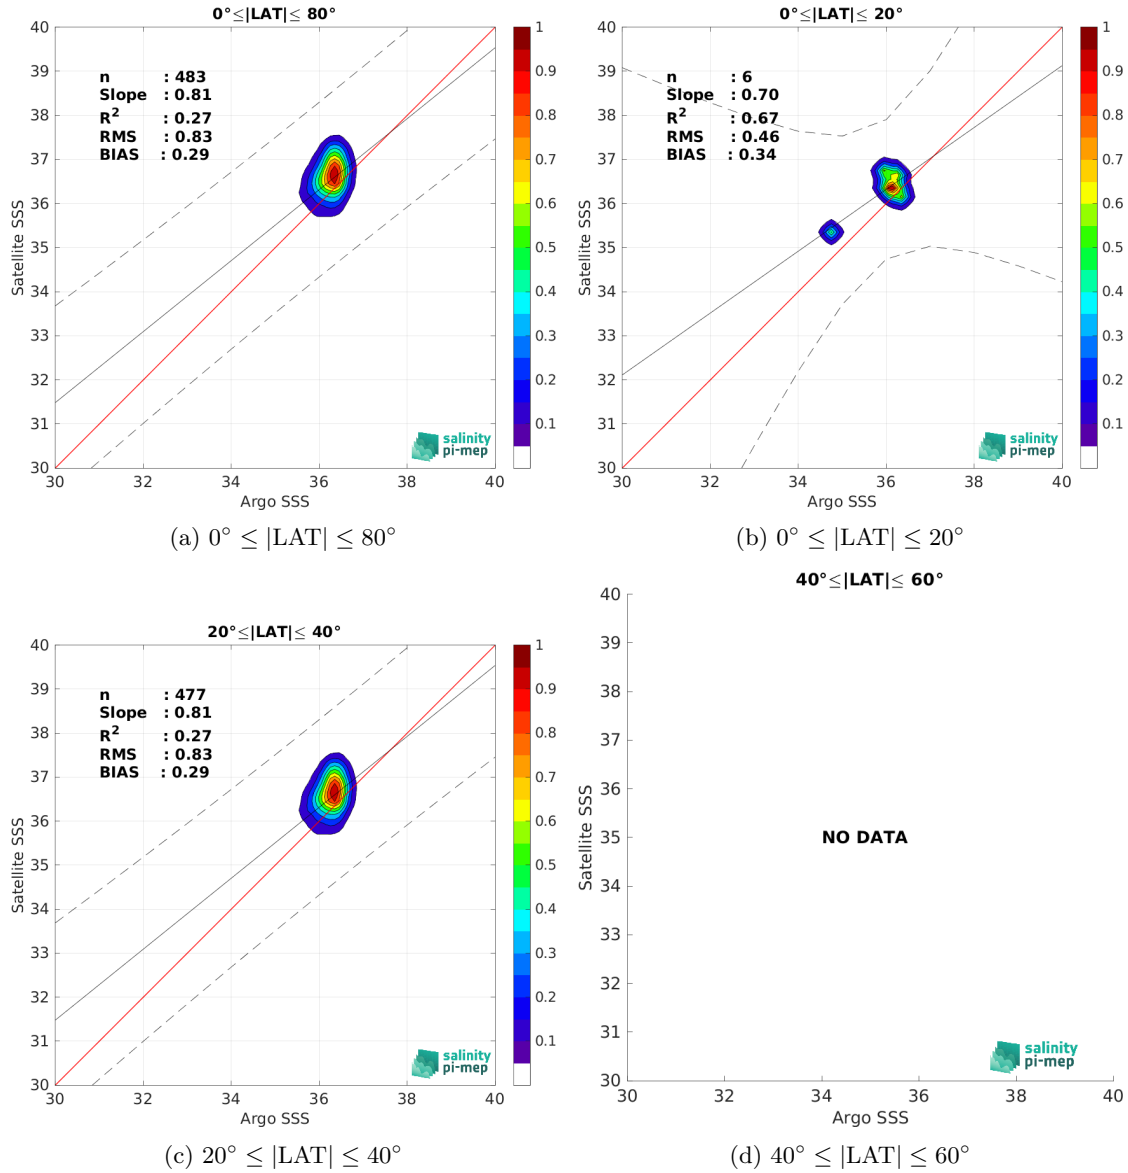 0°≤|LAT|≤ 80°
40
39
38
37
36
35
34
33
32
31
30
Satellite SSS
n : 483
Slope : 0.81
R² : 0.27
RMS : 0.83
BIAS : 0.29
salinity
pi-mep
30 32 34 36 38 40
Argo SSS
1
0.9
0.8
0.7
0.6
0.5
0.4
0.3
0.2
0.1
(a) 0° ≤ |LAT| ≤ 80°
0°≤|LAT|≤ 20°
40
39
38
37
36
35
34
33
32
31
30
Satellite SSS
n : 6
Slope : 0.70
R² : 0.67
RMS : 0.46
BIAS : 0.34
salinity
pi-mep
30 32 34 36 38 40
Argo SSS
1
0.9
0.8
0.7
0.6
0.5
0.4
0.3
0.2
0.1
(b) 0° ≤ |LAT| ≤ 20°
20°≤|LAT|≤ 40°
40
39
38
37
36
35
34
33
32
31
30
Satellite SSS
n : 477
Slope : 0.81
R² : 0.27
RMS : 0.83
BIAS : 0.29
salinity
pi-mep
30 32 34 36 38 40
Argo SSS
1
0.9
0.8
0.7
0.6
0.5
0.4
0.3
0.2
0.1
(c) 20° ≤ |LAT| ≤ 40°
40°≤|LAT|≤ 60°
40
39
38
37
36
35
34
33
32
31
30
Satellite SSS
NO DATA
salinity
pi-mep
30 32 34 36 38 40
Argo SSS
(d) 40° ≤ |LAT| ≤ 60°